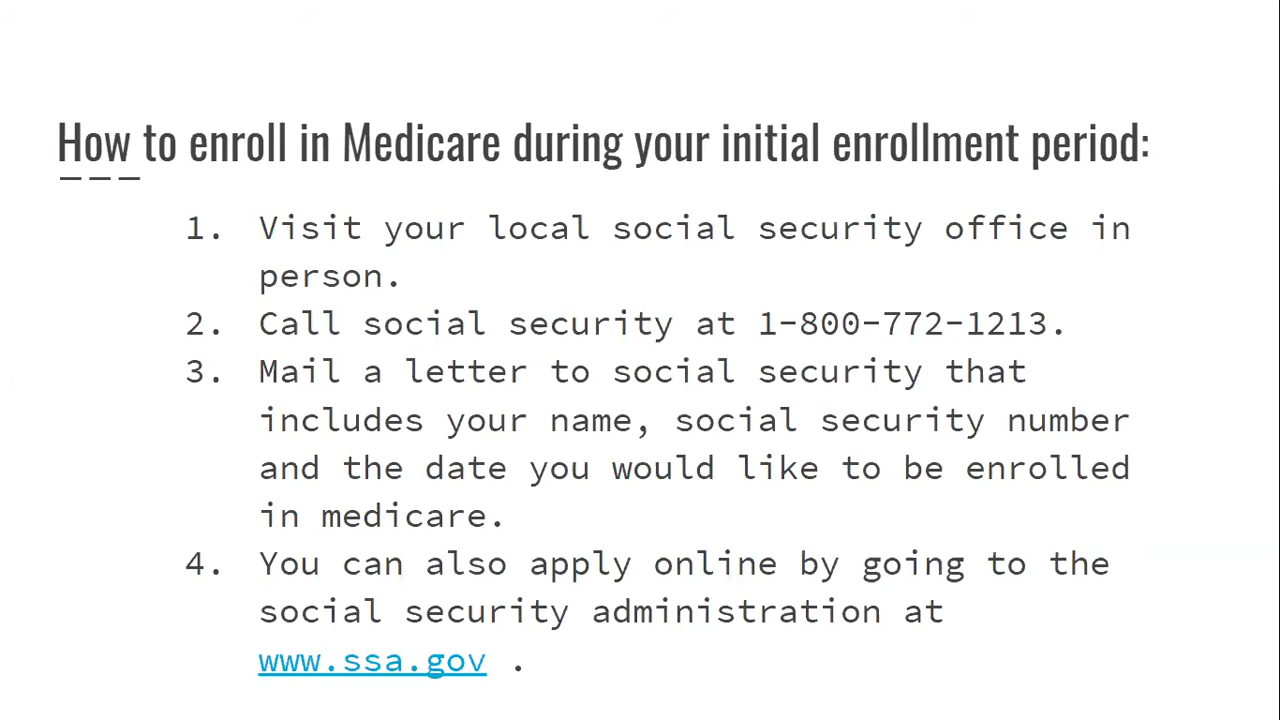 How to enroll in Medicare during your initial enrollment period:
1. Visit your local social security office in
person.
2. Call social security at 1-800-772-1213.
3. Mail a letter to social security that
includes your name, social security number
and the date you would like to be enrolled
in medicare.
4. You can also apply online by going to the
social security administration at
www.ssa.gov .